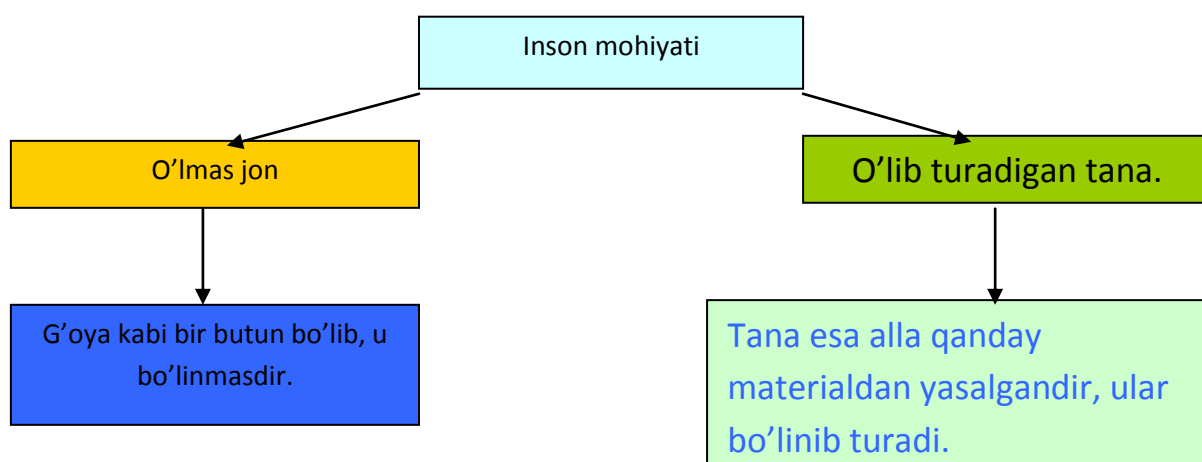 Inson mohiyati
O’lmas jon
O’lib turadigan tana.
G’oya kabi bir butun bo’lib, u
bo’linmasdir.
Tana esa alla qanday
materialdan yasalgandir, ular
bo’linib turadi.